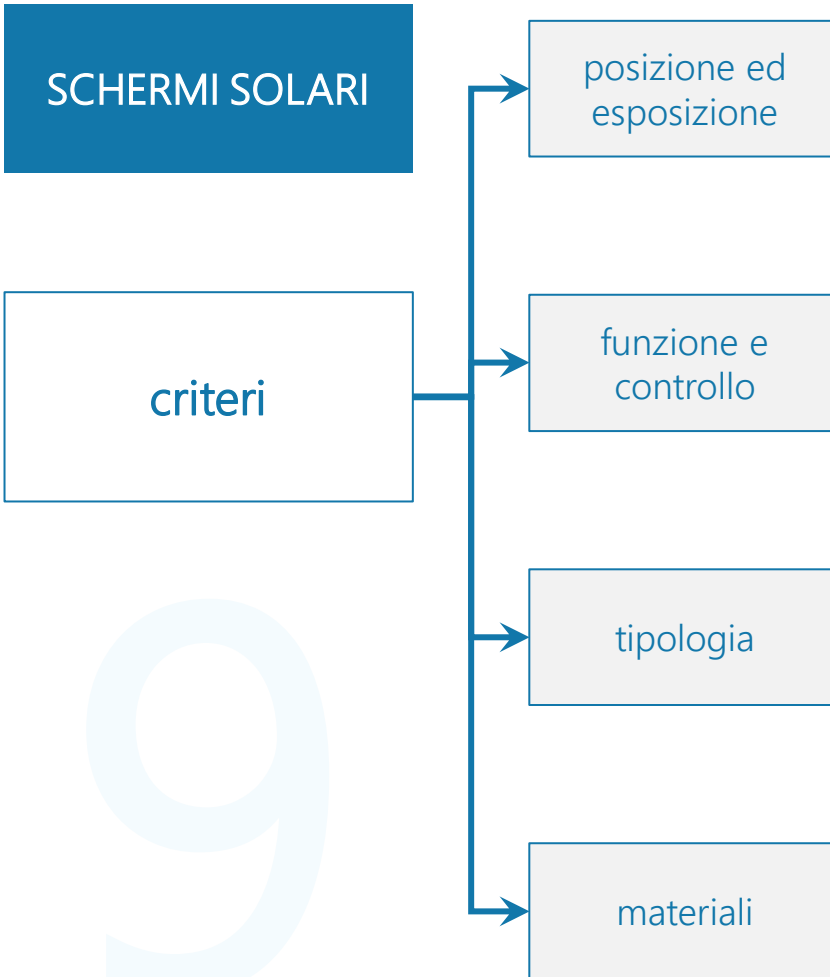 SCHERMI SOLARI
criteri
posizione ed
esposizione
funzione e
controllo
tipologia
materiali
9